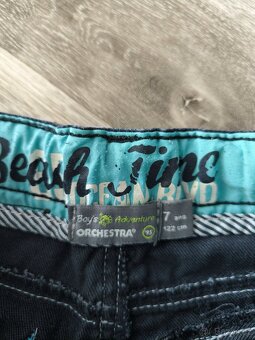 Beach Time
Boy's Adventure
ORCHESTRA®
7 ans
122 cm